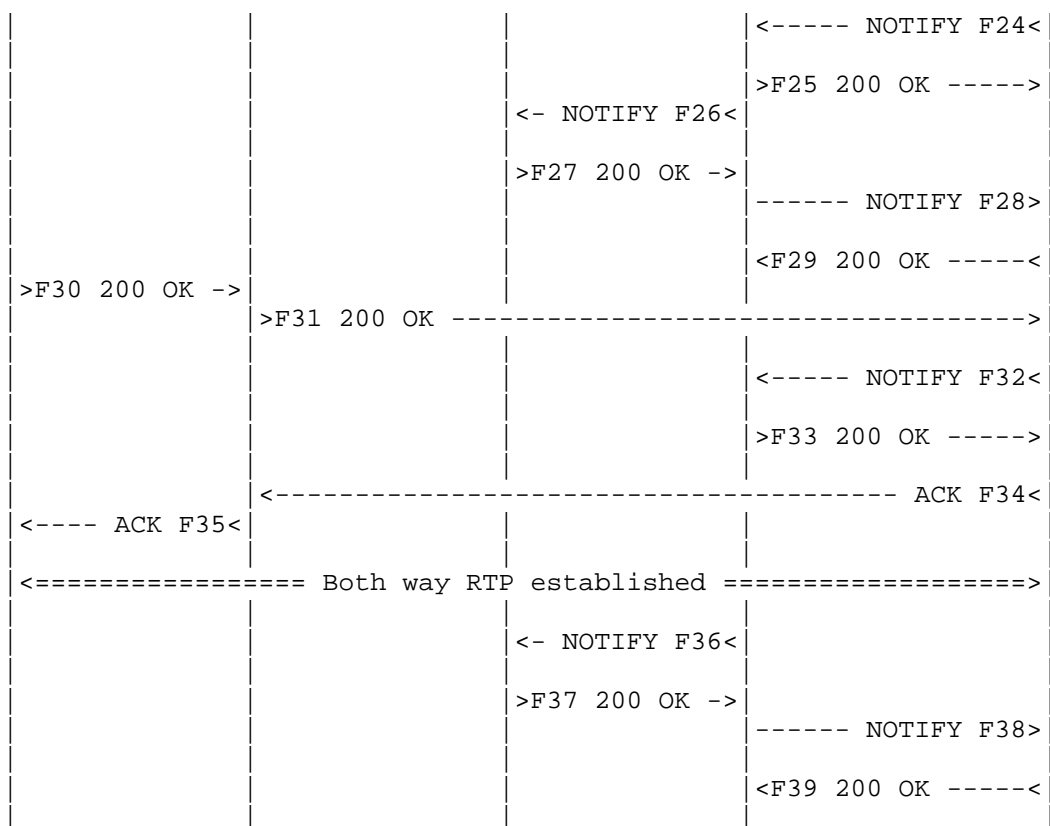 <----- NOTIFY F24<
>F25 200 OK ----->
<- NOTIFY F26<
>F27 200 OK ->
------ NOTIFY F28>
<F29 200 OK -----<
>F30 200 OK ->
>F31 200 OK ------------------------------------>
<----- NOTIFY F32<
>F33 200 OK ----->
<--------------------------------------- ACK F34<
<---- ACK F35<
<================= Both way RTP established ===================>
<- NOTIFY F36<
>F37 200 OK ->
------ NOTIFY F38>
<F39 200 OK -----<